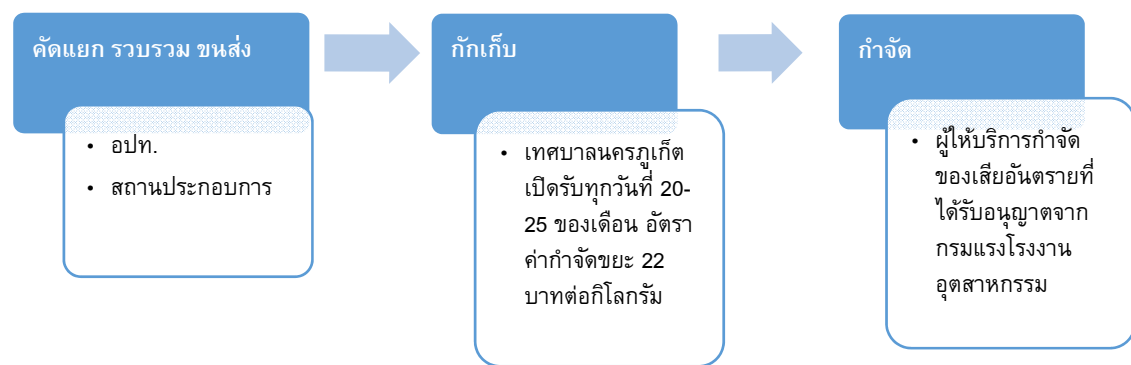 คัดแยก รวบรวม ขนส่ง
• อปท.
• สถานประกอบการ
กักเก็บ
• เทศบาลนครภูเก็ต
เปิดรับทุกวันที่ 20-
25 ของเดือน อัตรา
ค่ากำจัดขยะ 22
บาทต่อกิโลกรัม
กำจัด
• ผู้ให้บริการกำจัด
ของเสียอันตรายที่
ได้รับอนุญาตจาก
กรมแรงโรงงาน
อุตสาหกรรม